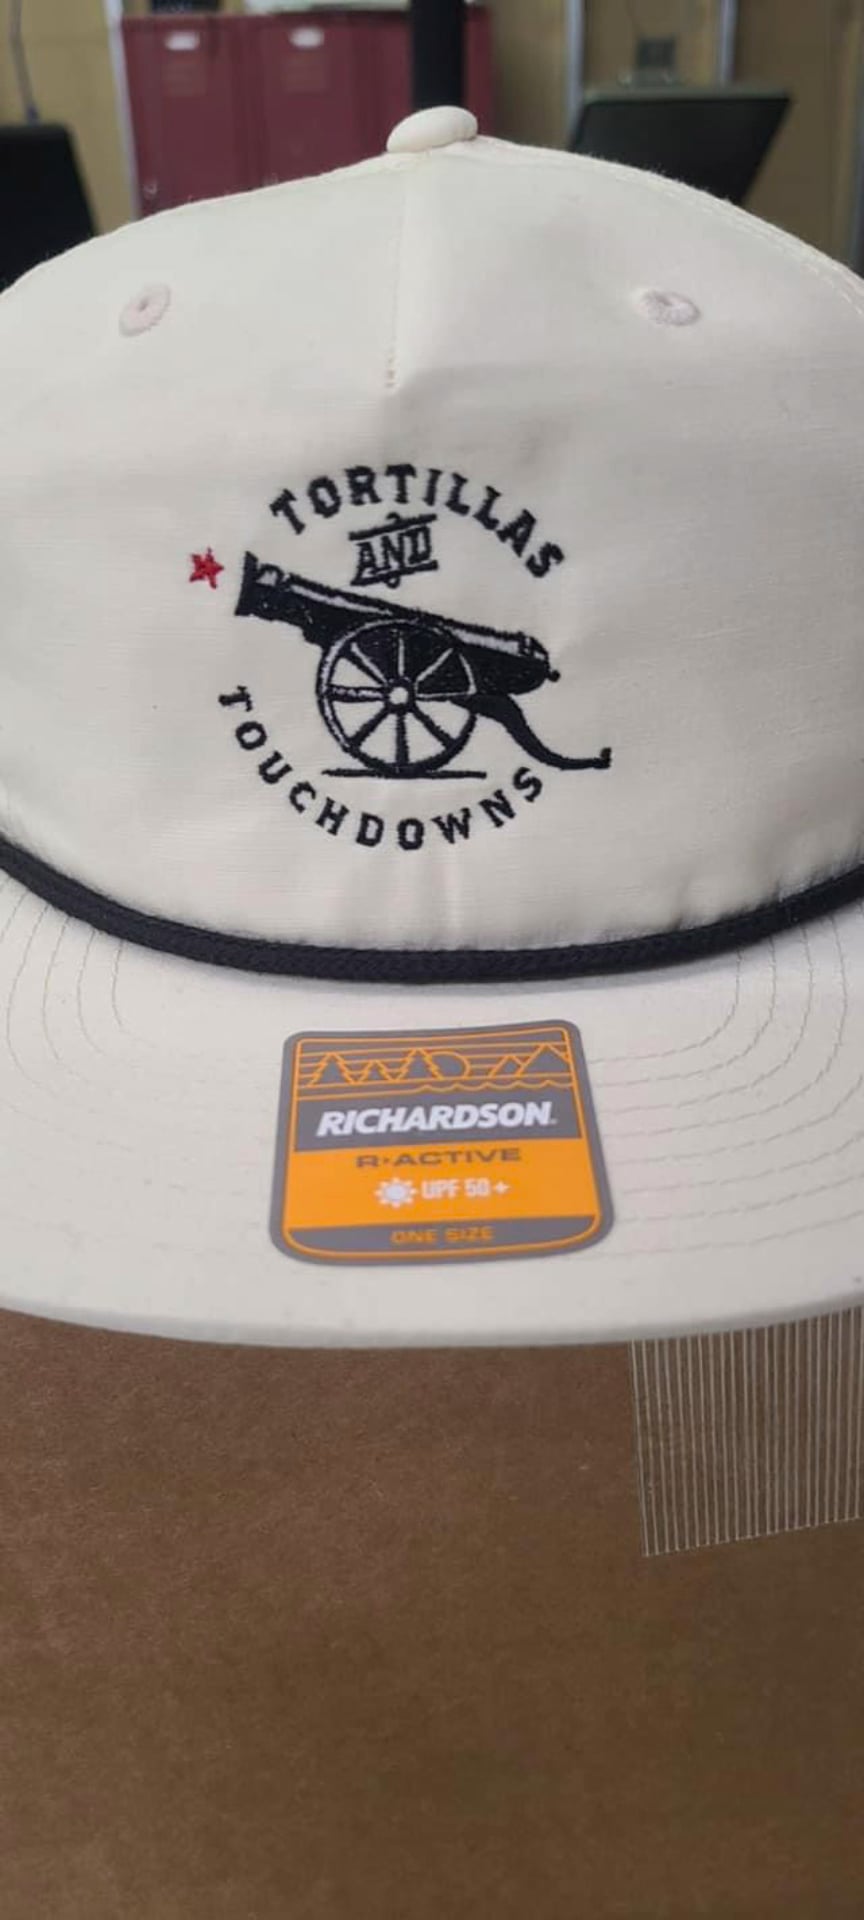 TORTILLAS
AND
TOUCHDOWNS
RICHARDSON
R·ACTIVE
UPF 50+
ONE SIZE